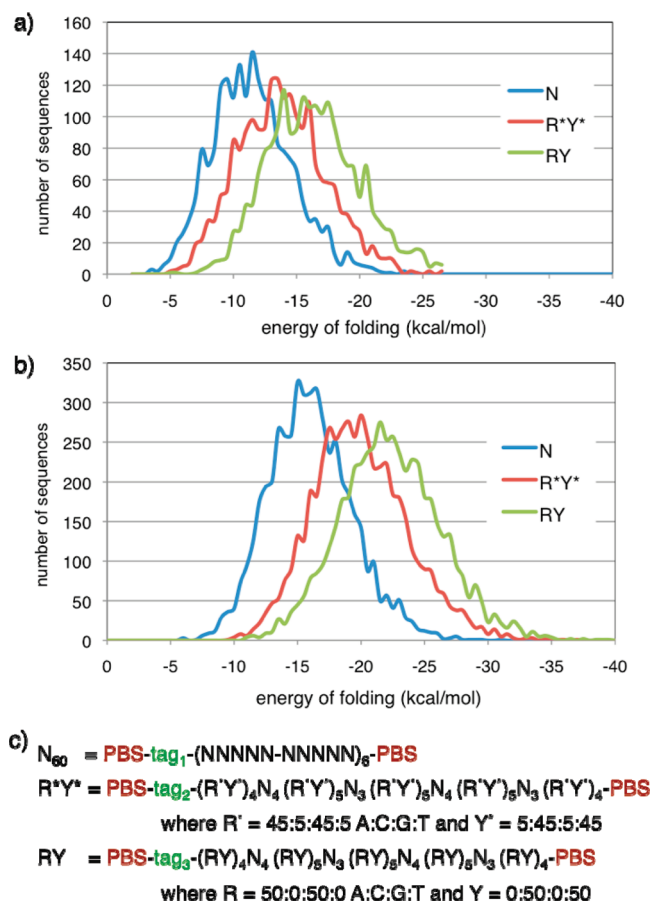 a)
160
140
120
100
80
60
40
20
0
number of sequences
N
R*Y*
RY
0 -5 -10 -15 -20 -25 -30 -35 -40
energy of folding (kcal/mol)
b)
350
300
250
200
150
100
50
0
number of sequences
N
R*Y*
RY
0 -5 -10 -15 -20 -25 -30 -35 -40
energy of folding (kcal/mol)
c)
N₆₀ = PBS-tag₁-(NNNNN-NNNNN)₆-PBS
R*Y* = PBS-tag₂-(R*Y*)₄N₄(R*Y*)₅N₃(R*Y*)₅N₄(R*Y*)₅N₃(R*Y*)₄-PBS
where R* = 45:5:45:5 A:C:G:T and Y* = 5:45:5:45
RY = PBS-tag₃-(RY)₄N₄(RY)₅N₃(RY)₅N₄(RY)₅N₃(RY)₄-PBS
where R = 50:0:50:0 A:C:G:T and Y = 0:50:0:50